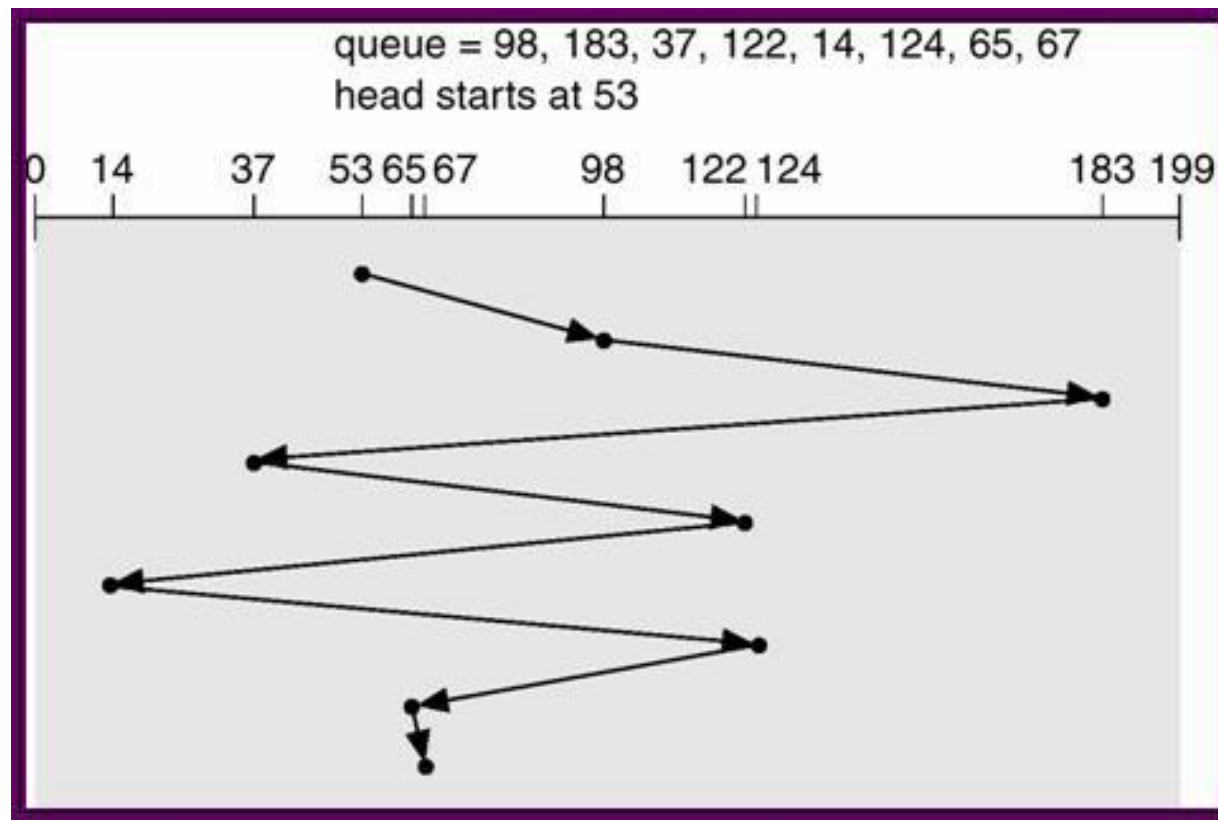 queue = 98, 183, 37, 122, 14, 124, 65, 67
head starts at 53
0 14 37 53 65 67 98 122 124 183 199